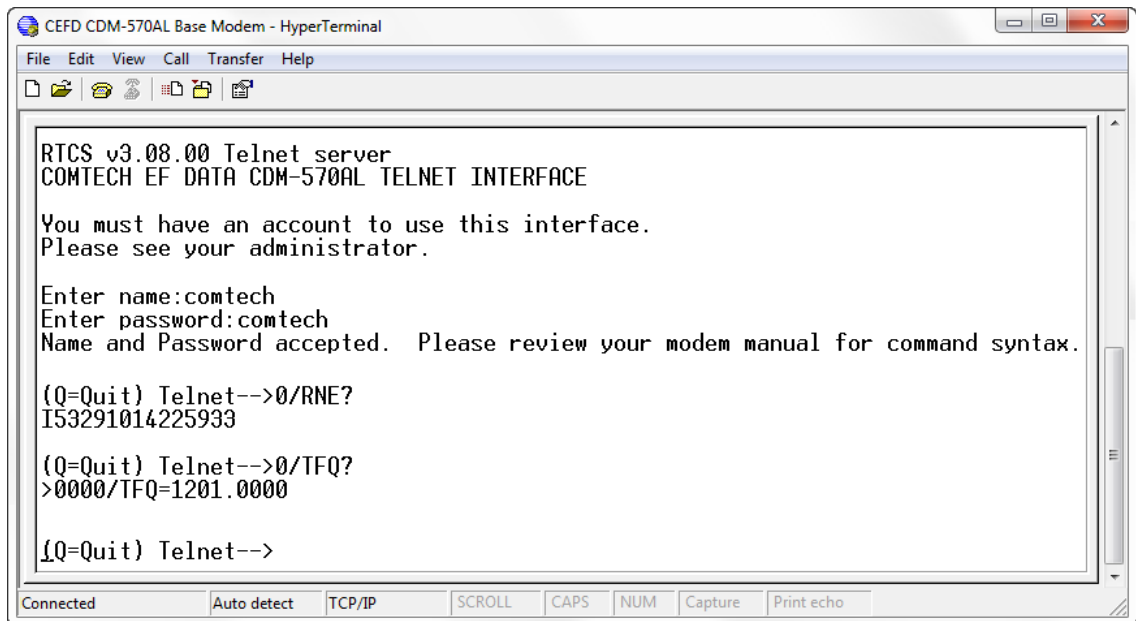 CEFD CDM-570AL Base Modem - HyperTerminal
File Edit View Call Transfer Help
RTCS v3.08.00 Telnet server
COMTECH EF DATA CDM-570AL TELNET INTERFACE
You must have an account to use this interface.
Please see your administrator.
Enter name:comtech
Enter password:comtech
Name and Password accepted.  Please review your modem manual for command syntax.
(Q=Quit) Telnet-->0/RNE?
I53291014225933
(Q=Quit) Telnet-->0/TFQ?
>0000/TFQ=1201.0000
(Q=Quit) Telnet-->
Connected Auto detect TCP/IP SCROLL CAPS NUM Capture Print echo